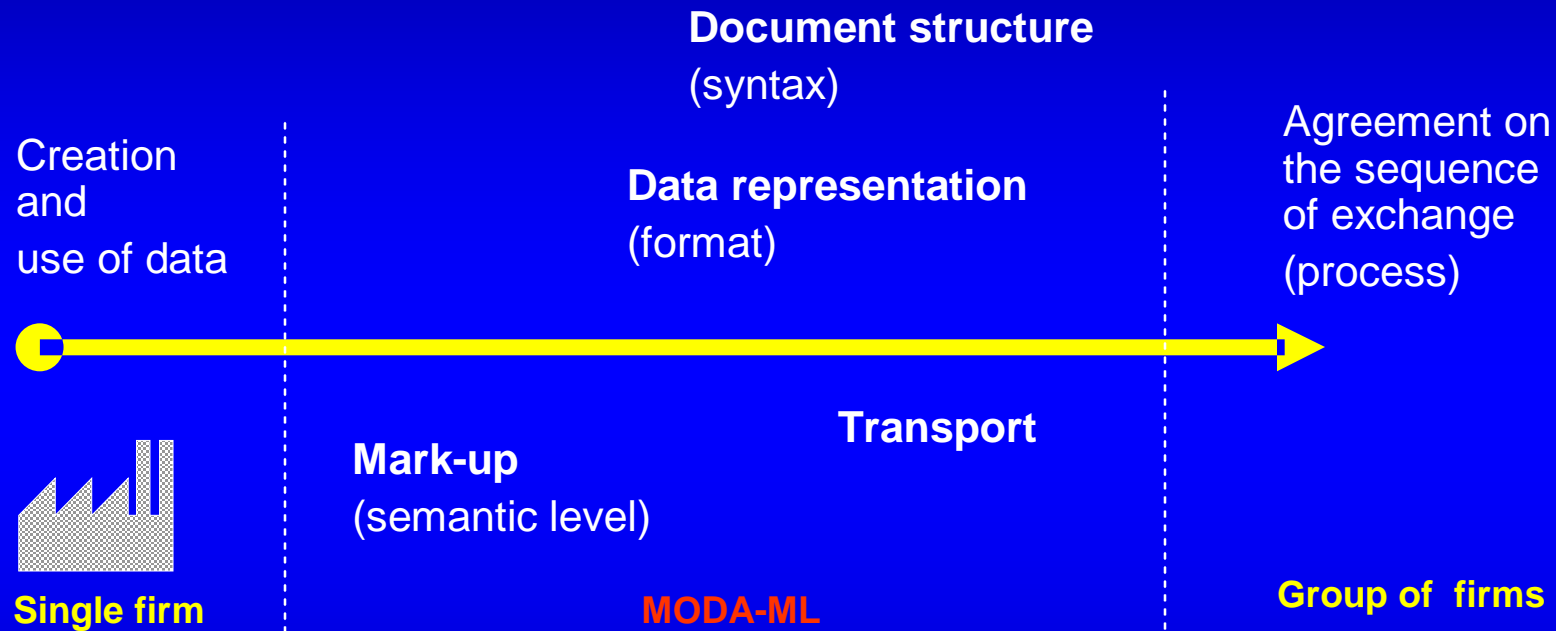 Document structure
(syntax)
Creation
and
use of data
Data representation
(format)
Agreement on
the sequence
of exchange
(process)
Mark-up
(semantic level)
Transport
Single firm
MODA-ML
Group of firms